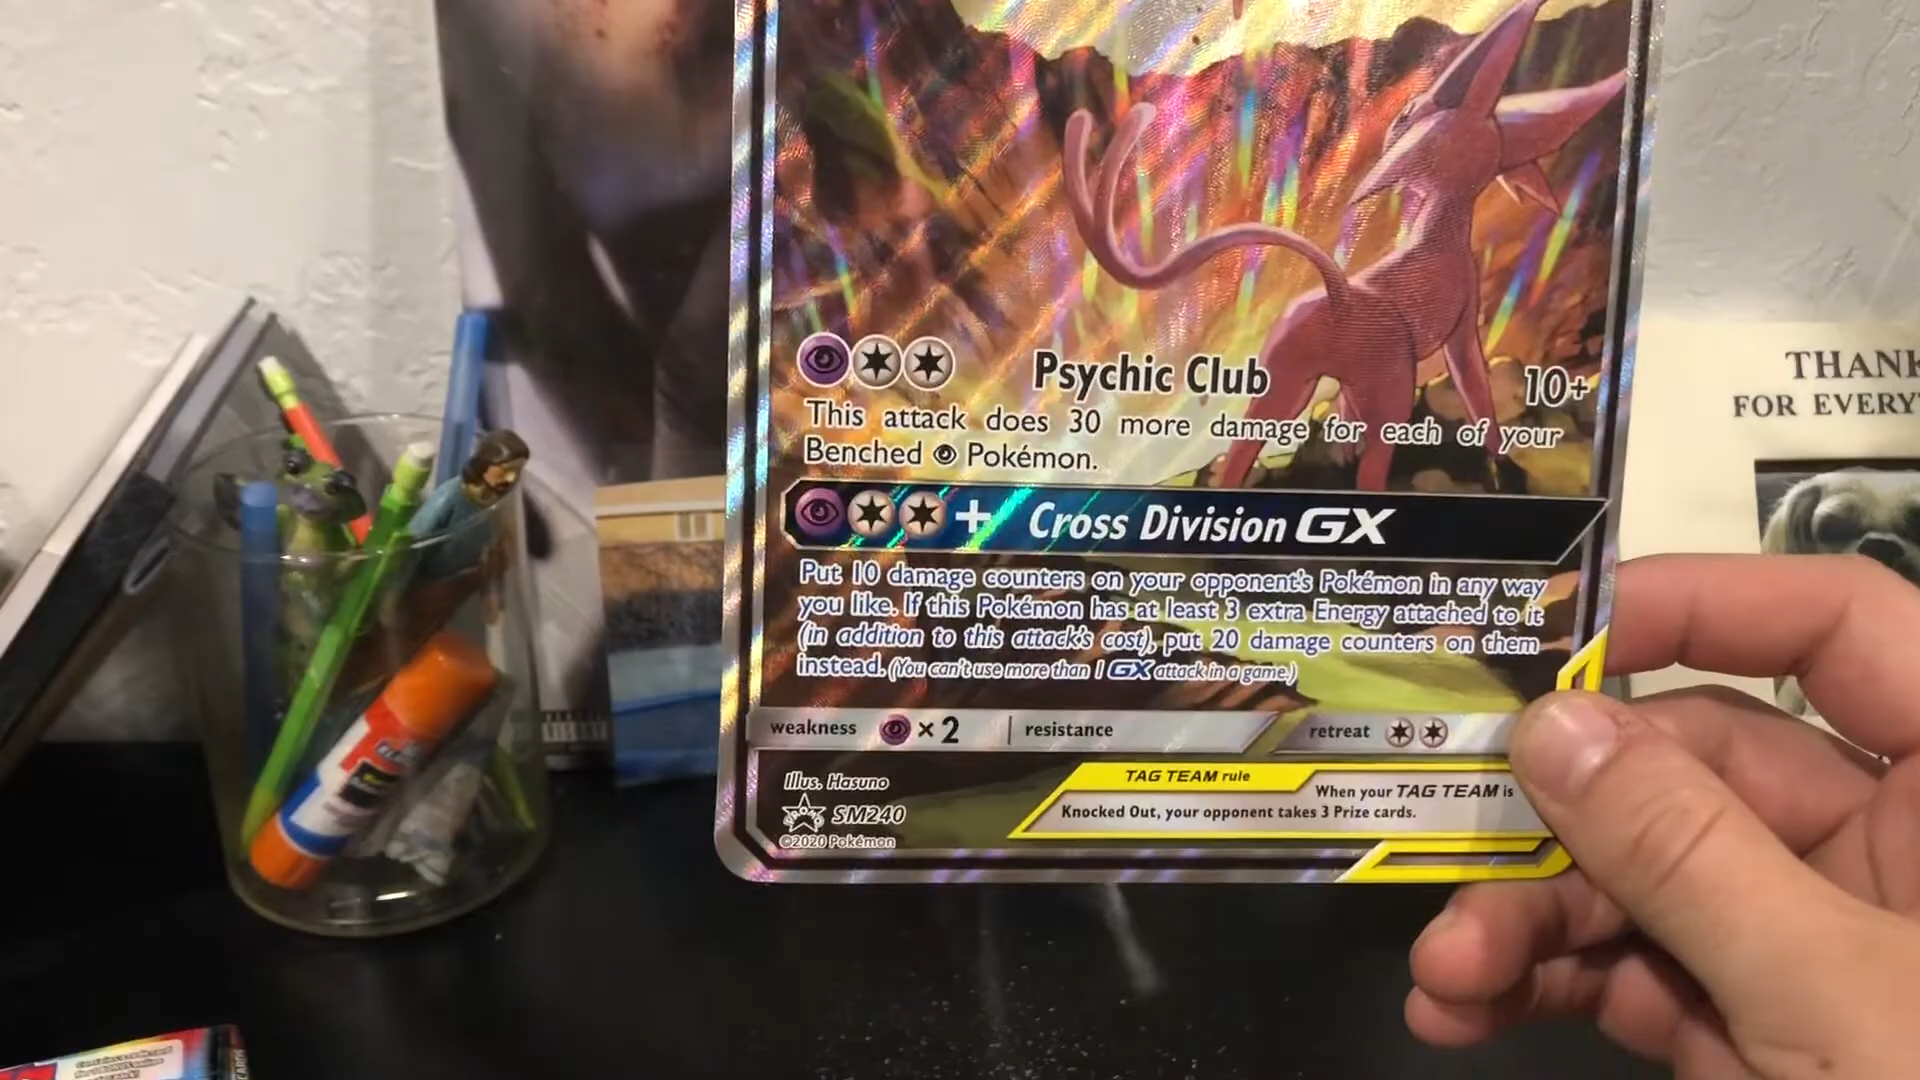 Psychic Club 10+
This attack does 30 more damage for each of your
Benched Pokémon.
+ Cross Division GX
Put 10 damage counters on your opponent's Pokémon in any way
you like. If this Pokémon has at least 3 extra Energy attached to it
(in addition to this attack's cost), put 20 damage counters on them
instead. (You can't use more than 1 GX attack in a game.)
weakness ×2 resistance retreat
Illus. Hasuno
PROMO SM240
©2020 Pokémon
TAG TEAM rule
When your TAG TEAM is
Knocked Out, your opponent takes 3 Prize cards.
THANK
FOR EVERY